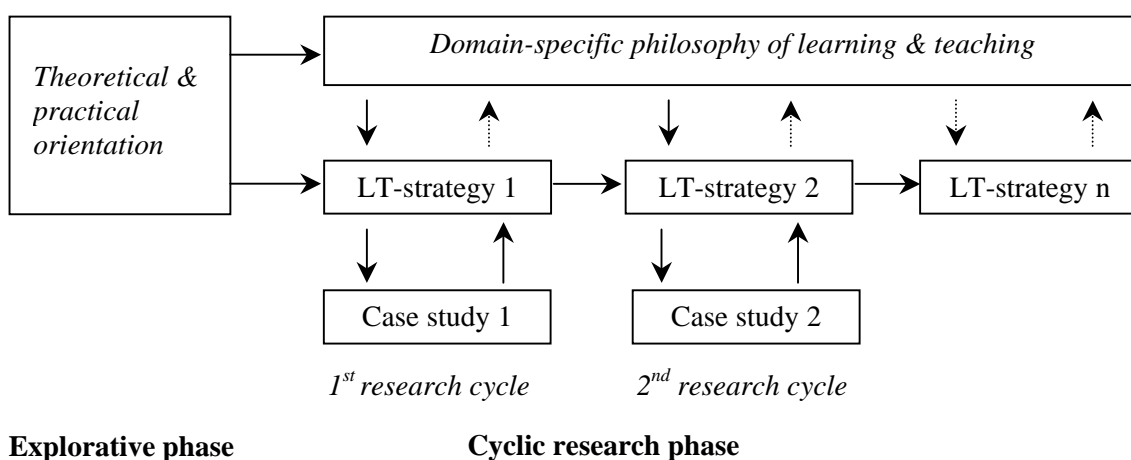 Domain-specific philosophy of learning & teaching
Theoretical &
practical
orientation
LT-strategy 1
LT-strategy 2
LT-strategy n
Case study 1
Case study 2
1st research cycle
2nd research cycle
Explorative phase
Cyclic research phase